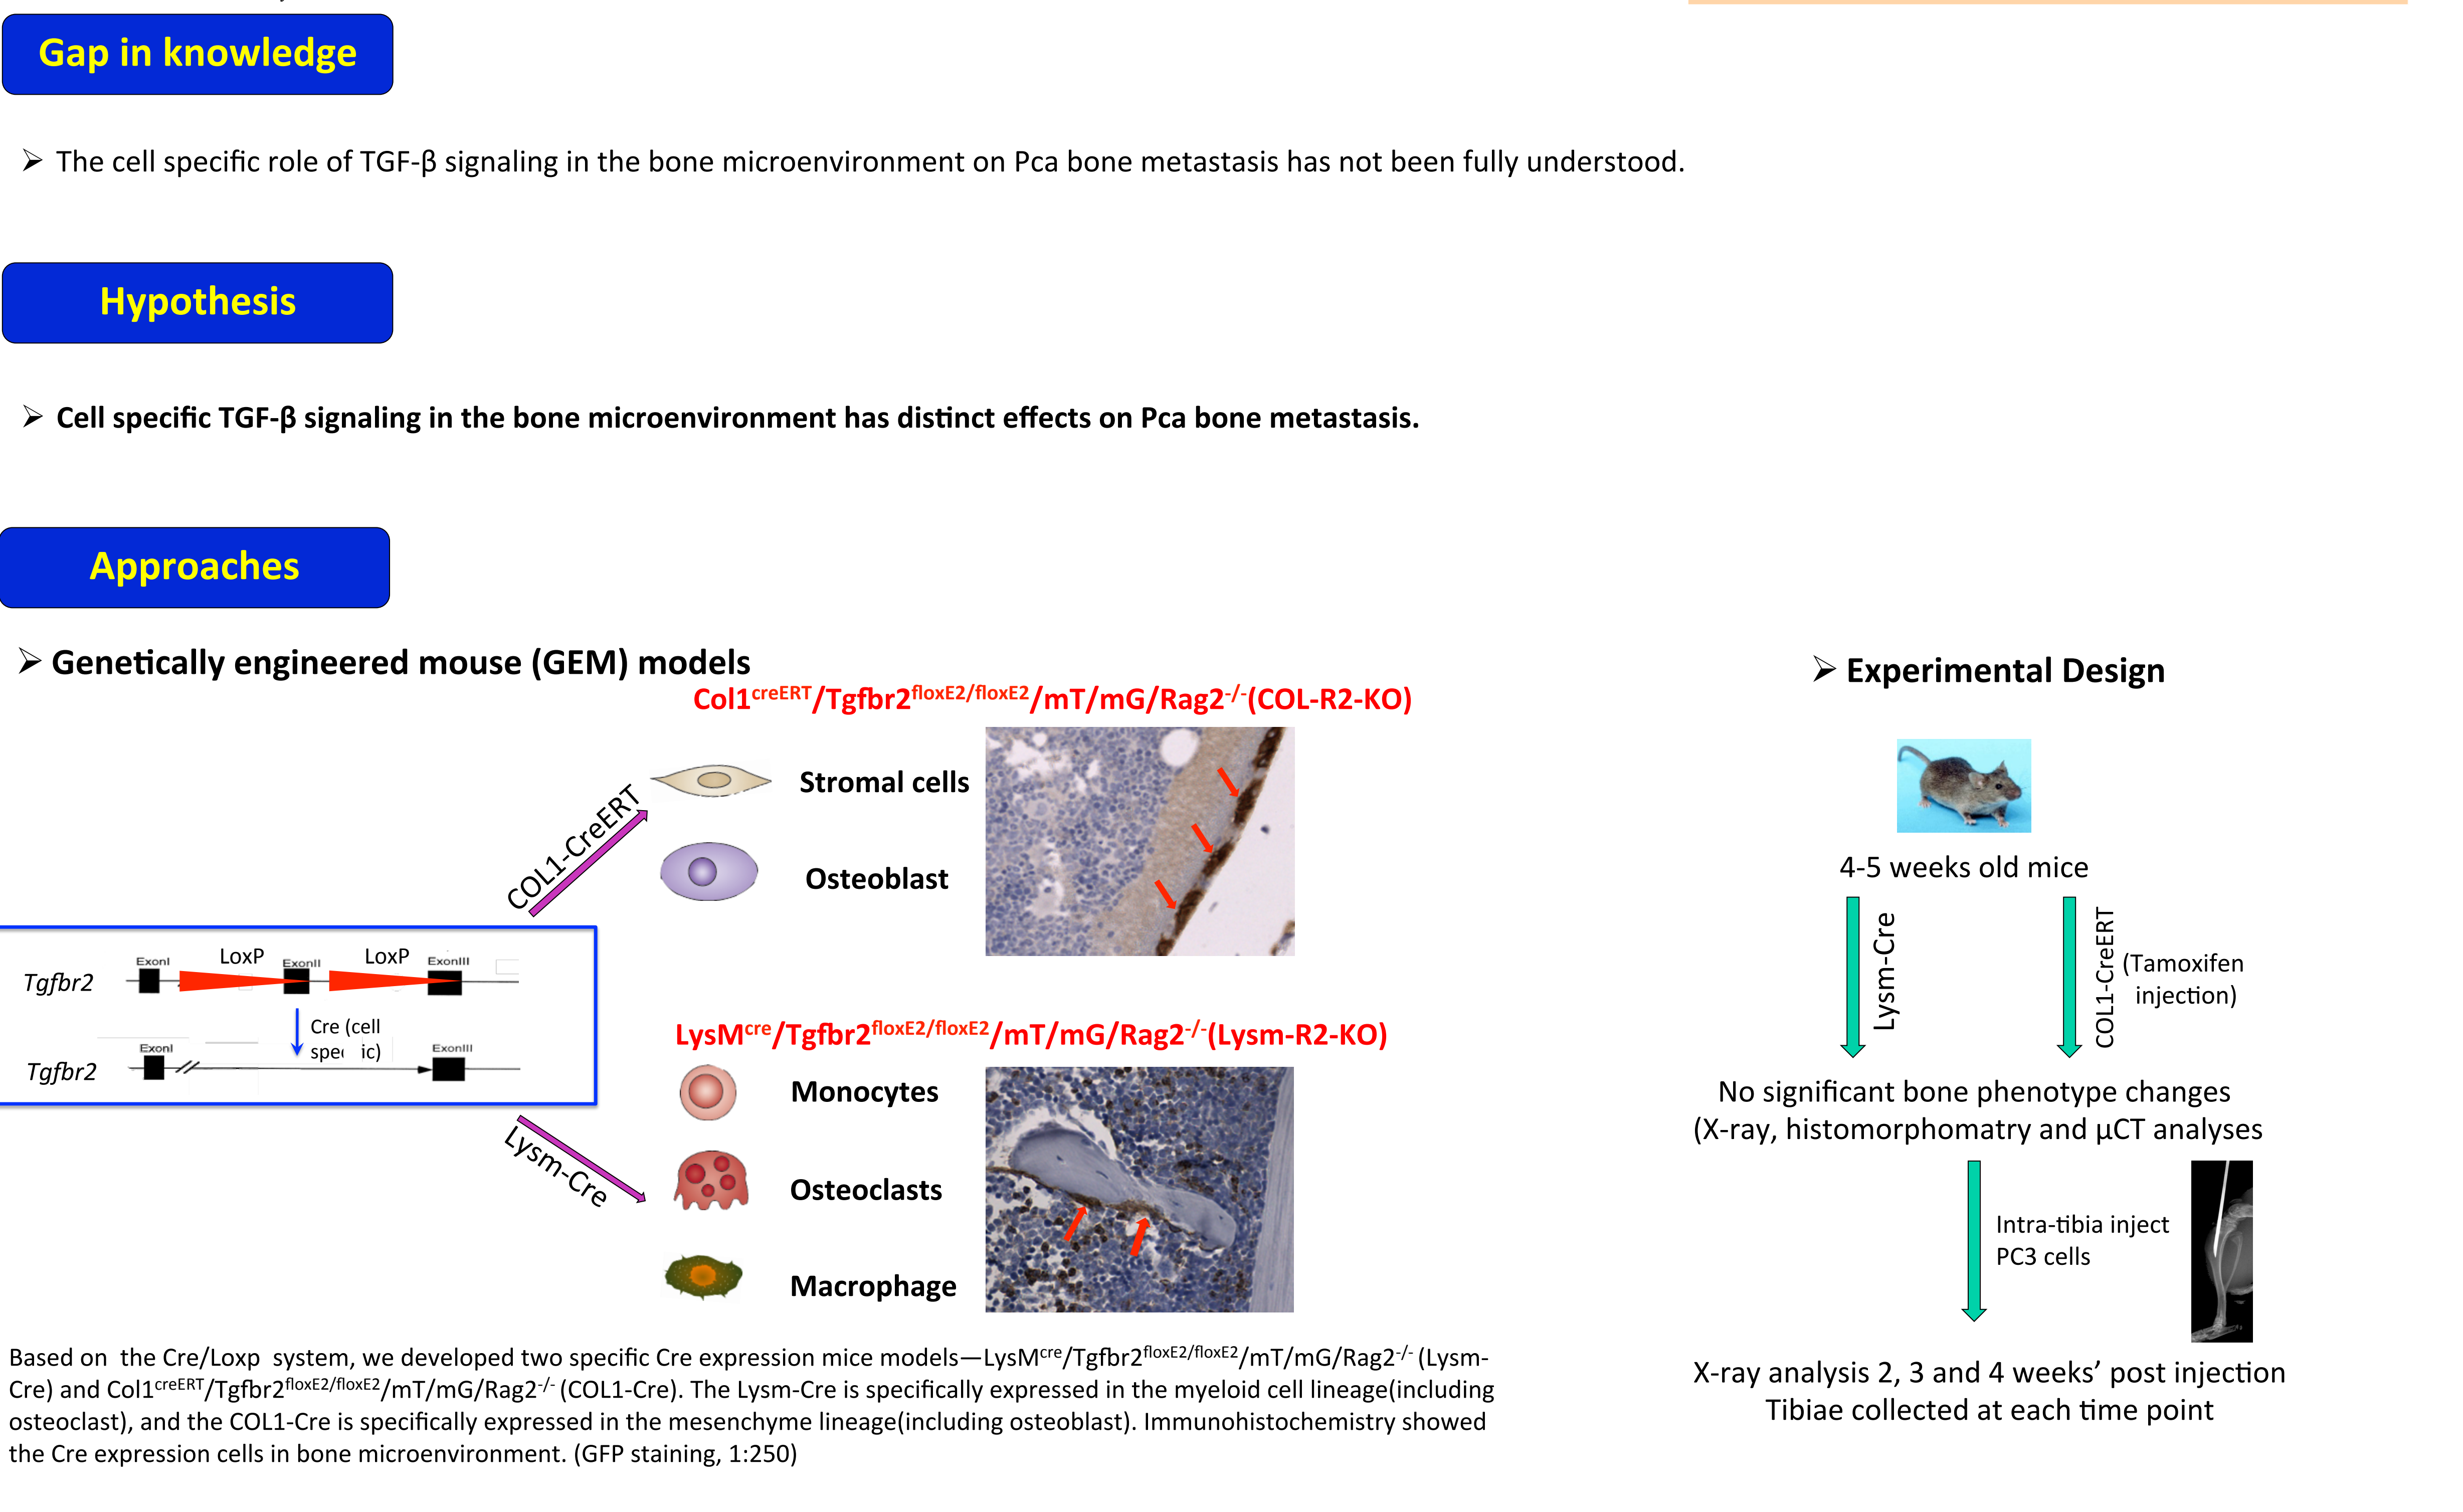 Gap in knowledge
➢ The cell specific role of TGF-β signaling in the bone microenvironment on Pca bone metastasis has not been fully understood.
Hypothesis
➢ Cell specific TGF-β signaling in the bone microenvironment has distinct effects on Pca bone metastasis.
Approaches
➢ Genetically engineered mouse (GEM) models
Col1creERT/Tgfbr2floxE2/floxE2/mT/mG/Rag2-/-(COL-R2-KO)
COL1-CreERT
Stromal cells
Osteoblast
ExonI
LoxP
ExonII
LoxP
ExonIII
Tgfbr2
Cre (cell
ExonI
ExonIII
Tgfbr2
Lysm-Cre
LysMcre/Tgfbr2floxE2/floxE2/mT/mG/Rag2-/-(Lysm-R2-KO)
Monocytes
Osteoclasts
Macrophage
Based on the Cre/Loxp system, we developed two specific Cre expression mice models—LysMcre/Tgfbr2floxE2/floxE2/mT/mG/Rag2-/- (Lysm-
Cre) and Col1creERT/Tgfbr2floxE2/floxE2/mT/mG/Rag2-/- (COL1-Cre). The Lysm-Cre is specifically expressed in the myeloid cell lineage(including
osteoclast), and the COL1-Cre is specifically expressed in the mesenchyme lineage(including osteoblast). Immunohistochemistry showed
the Cre expression cells in bone microenvironment. (GFP staining, 1:250)
➢ Experimental Design
4-5 weeks old mice
Lysm-Cre
COL1-CreERT
(Tamoxifen
injection)
No significant bone phenotype changes
(X-ray, histomorphomatry and µCT analyses
Intra-tibia inject
PC3 cells
X-ray analysis 2, 3 and 4 weeks’ post injection
Tibiae collected at each time point